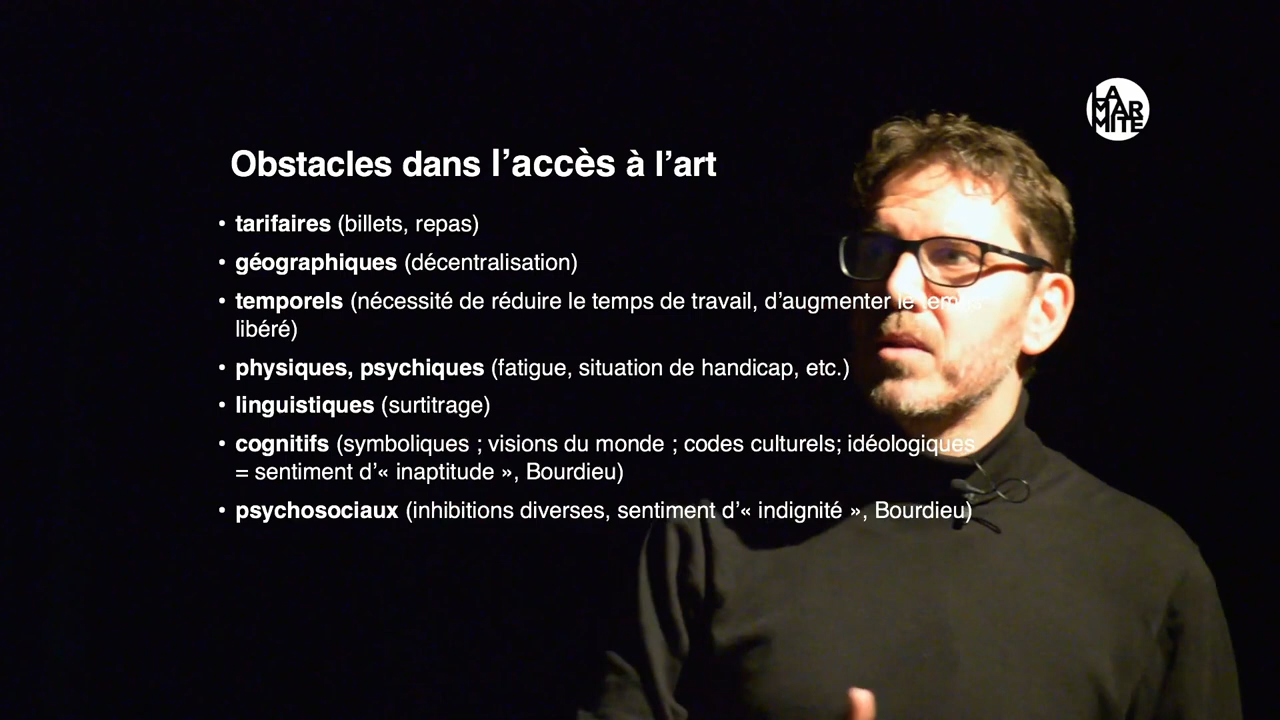 LA
MAR
MITE
Obstacles dans l’accès à l’art
• tarifaires (billets, repas)
• géographiques (décentralisation)
• temporels (nécessité de réduire le temps de travail, d’augmenter le temps
libéré)
• physiques, psychiques (fatigue, situation de handicap, etc.)
• linguistiques (surtitrage)
• cognitifs (symboliques ; visions du monde ; codes culturels; idéologiques
= sentiment d’« inaptitude », Bourdieu)
• psychosociaux (inhibitions diverses, sentiment d’« indignité », Bourdieu)